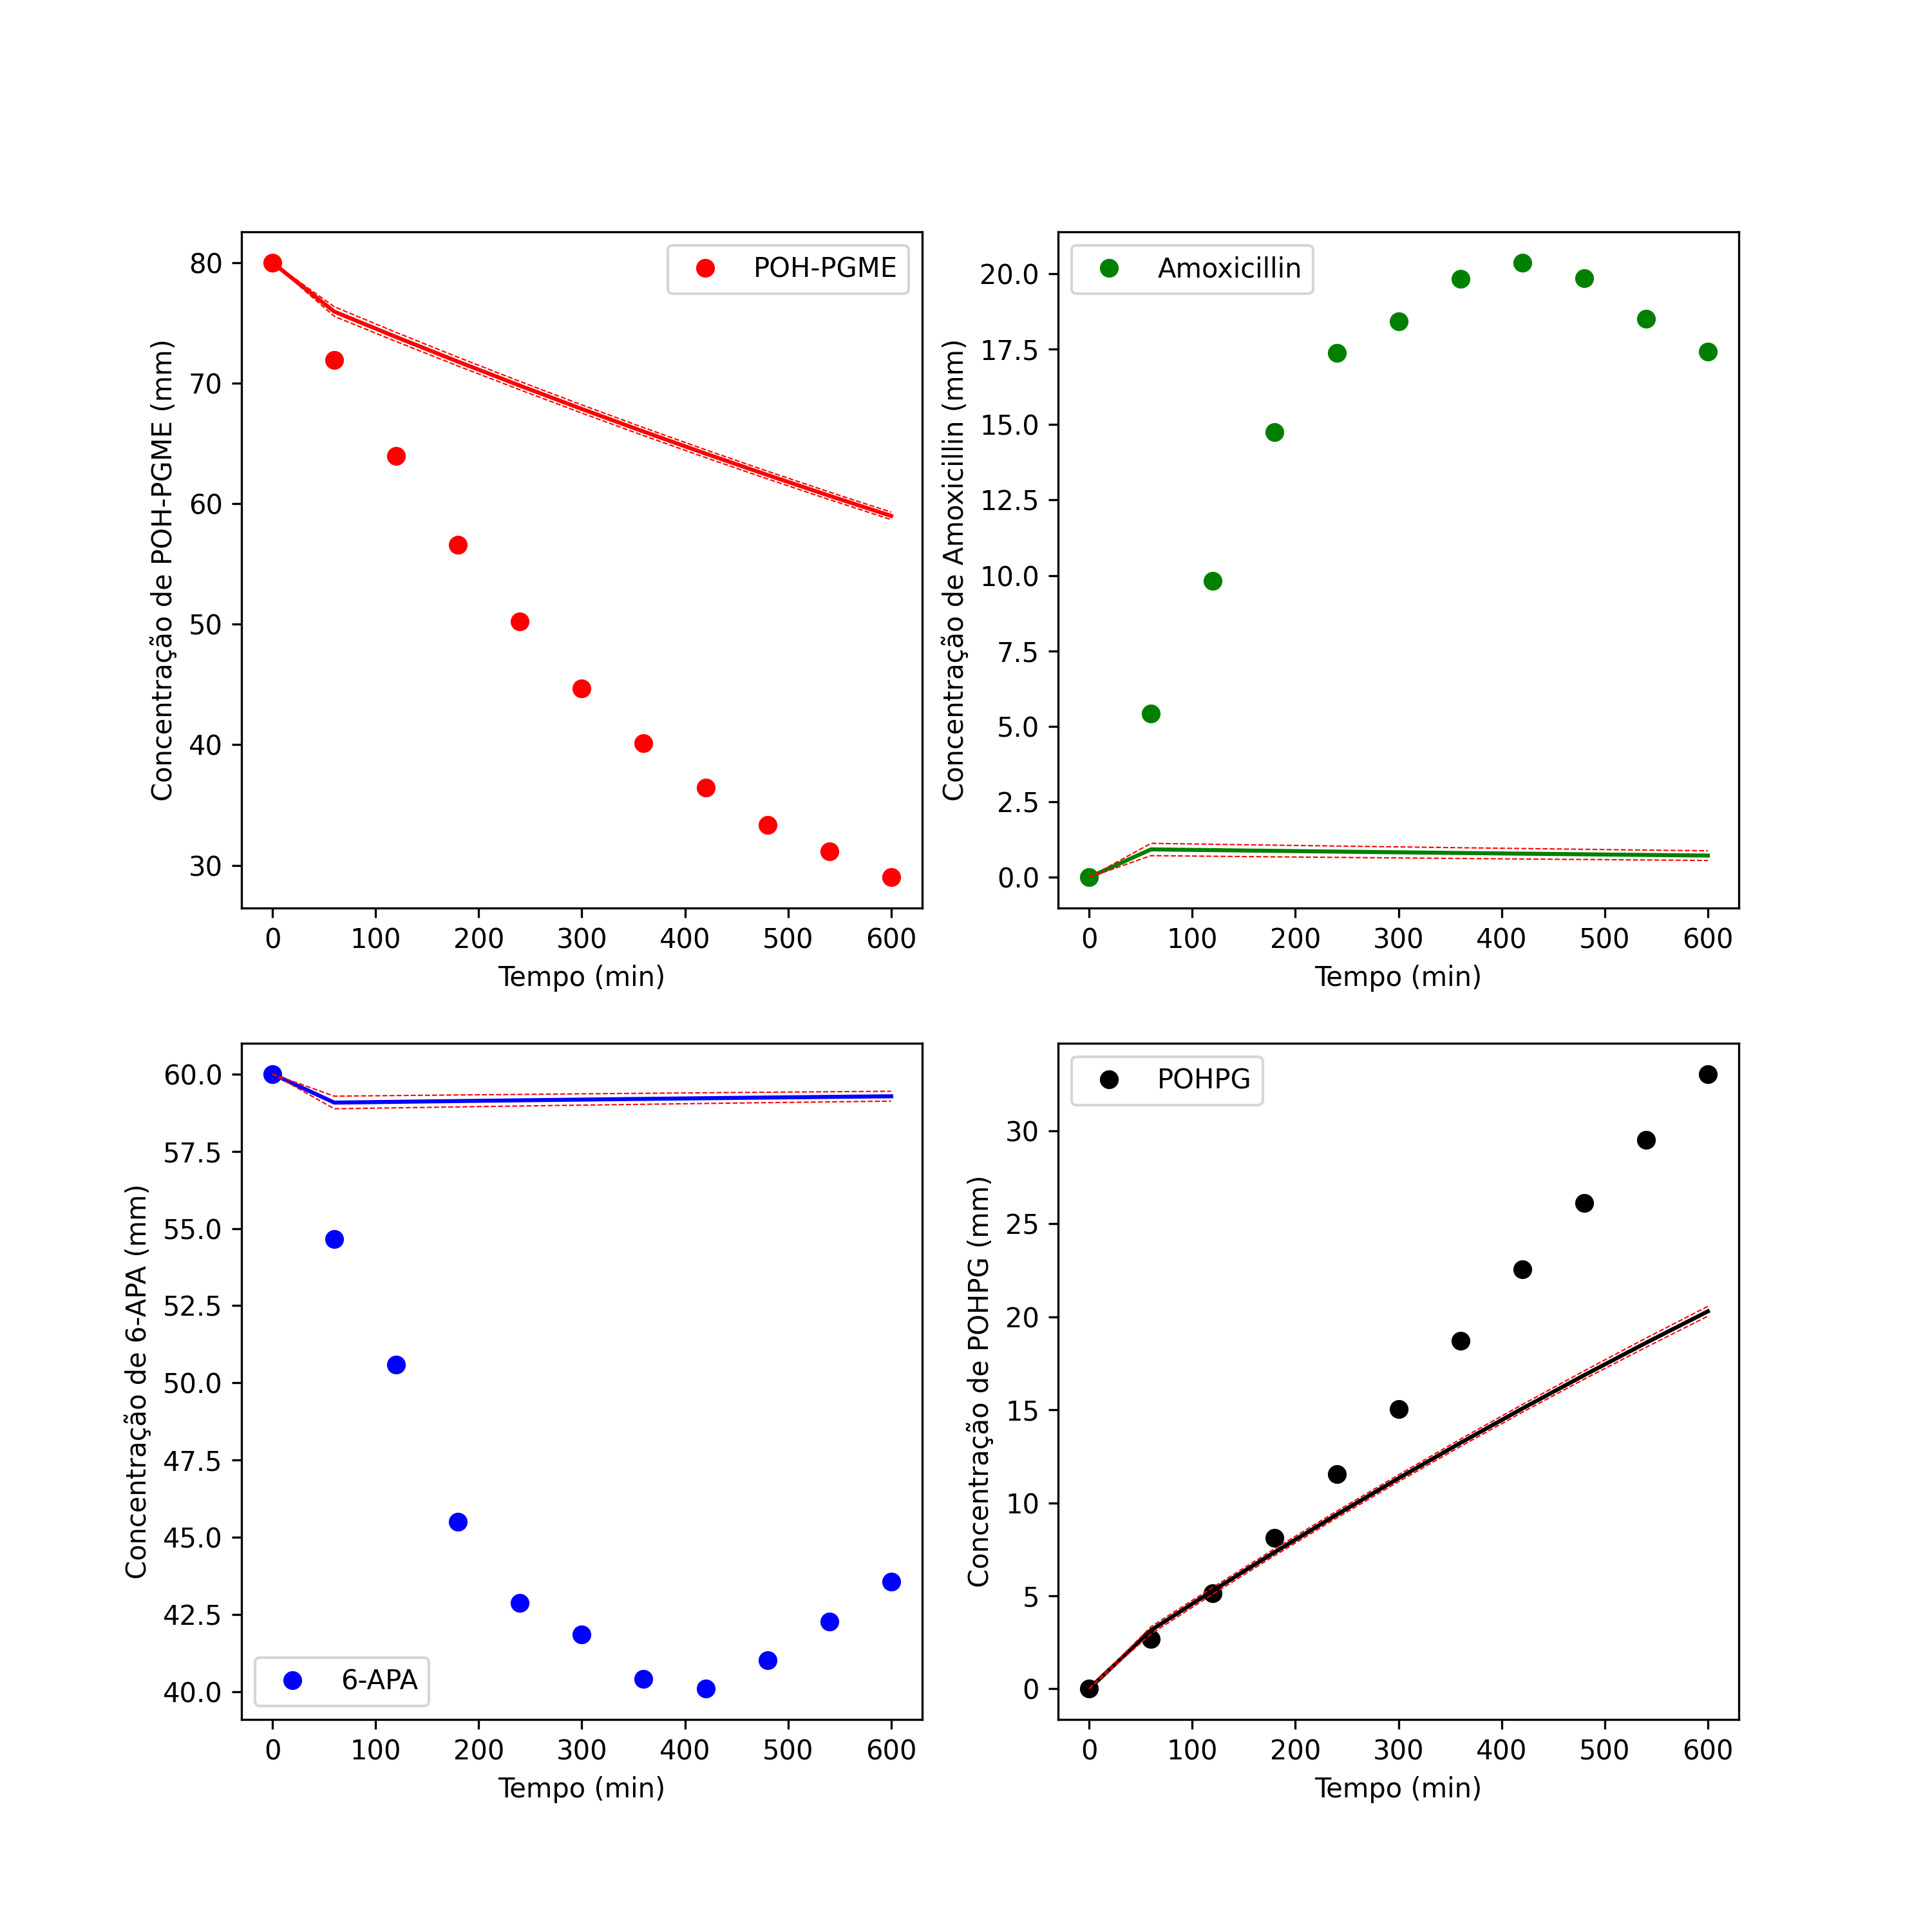 POH-PGME
80
70
60
50
40
30
Concentração de POH-PGME (mm)
0 100 200 300 400 500 600
Tempo (min)
Amoxicillin
20.0
17.5
15.0
12.5
10.0
7.5
5.0
2.5
0.0
Concentração de Amoxicillin (mm)
0 100 200 300 400 500 600
Tempo (min)
60.0
57.5
55.0
52.5
50.0
47.5
45.0
42.5
40.0
Concentração de 6-APA (mm)
6-APA
0 100 200 300 400 500 600
Tempo (min)
POHPG
30
25
20
15
10
5
0
Concentração de POHPG (mm)
0 100 200 300 400 500 600
Tempo (min)